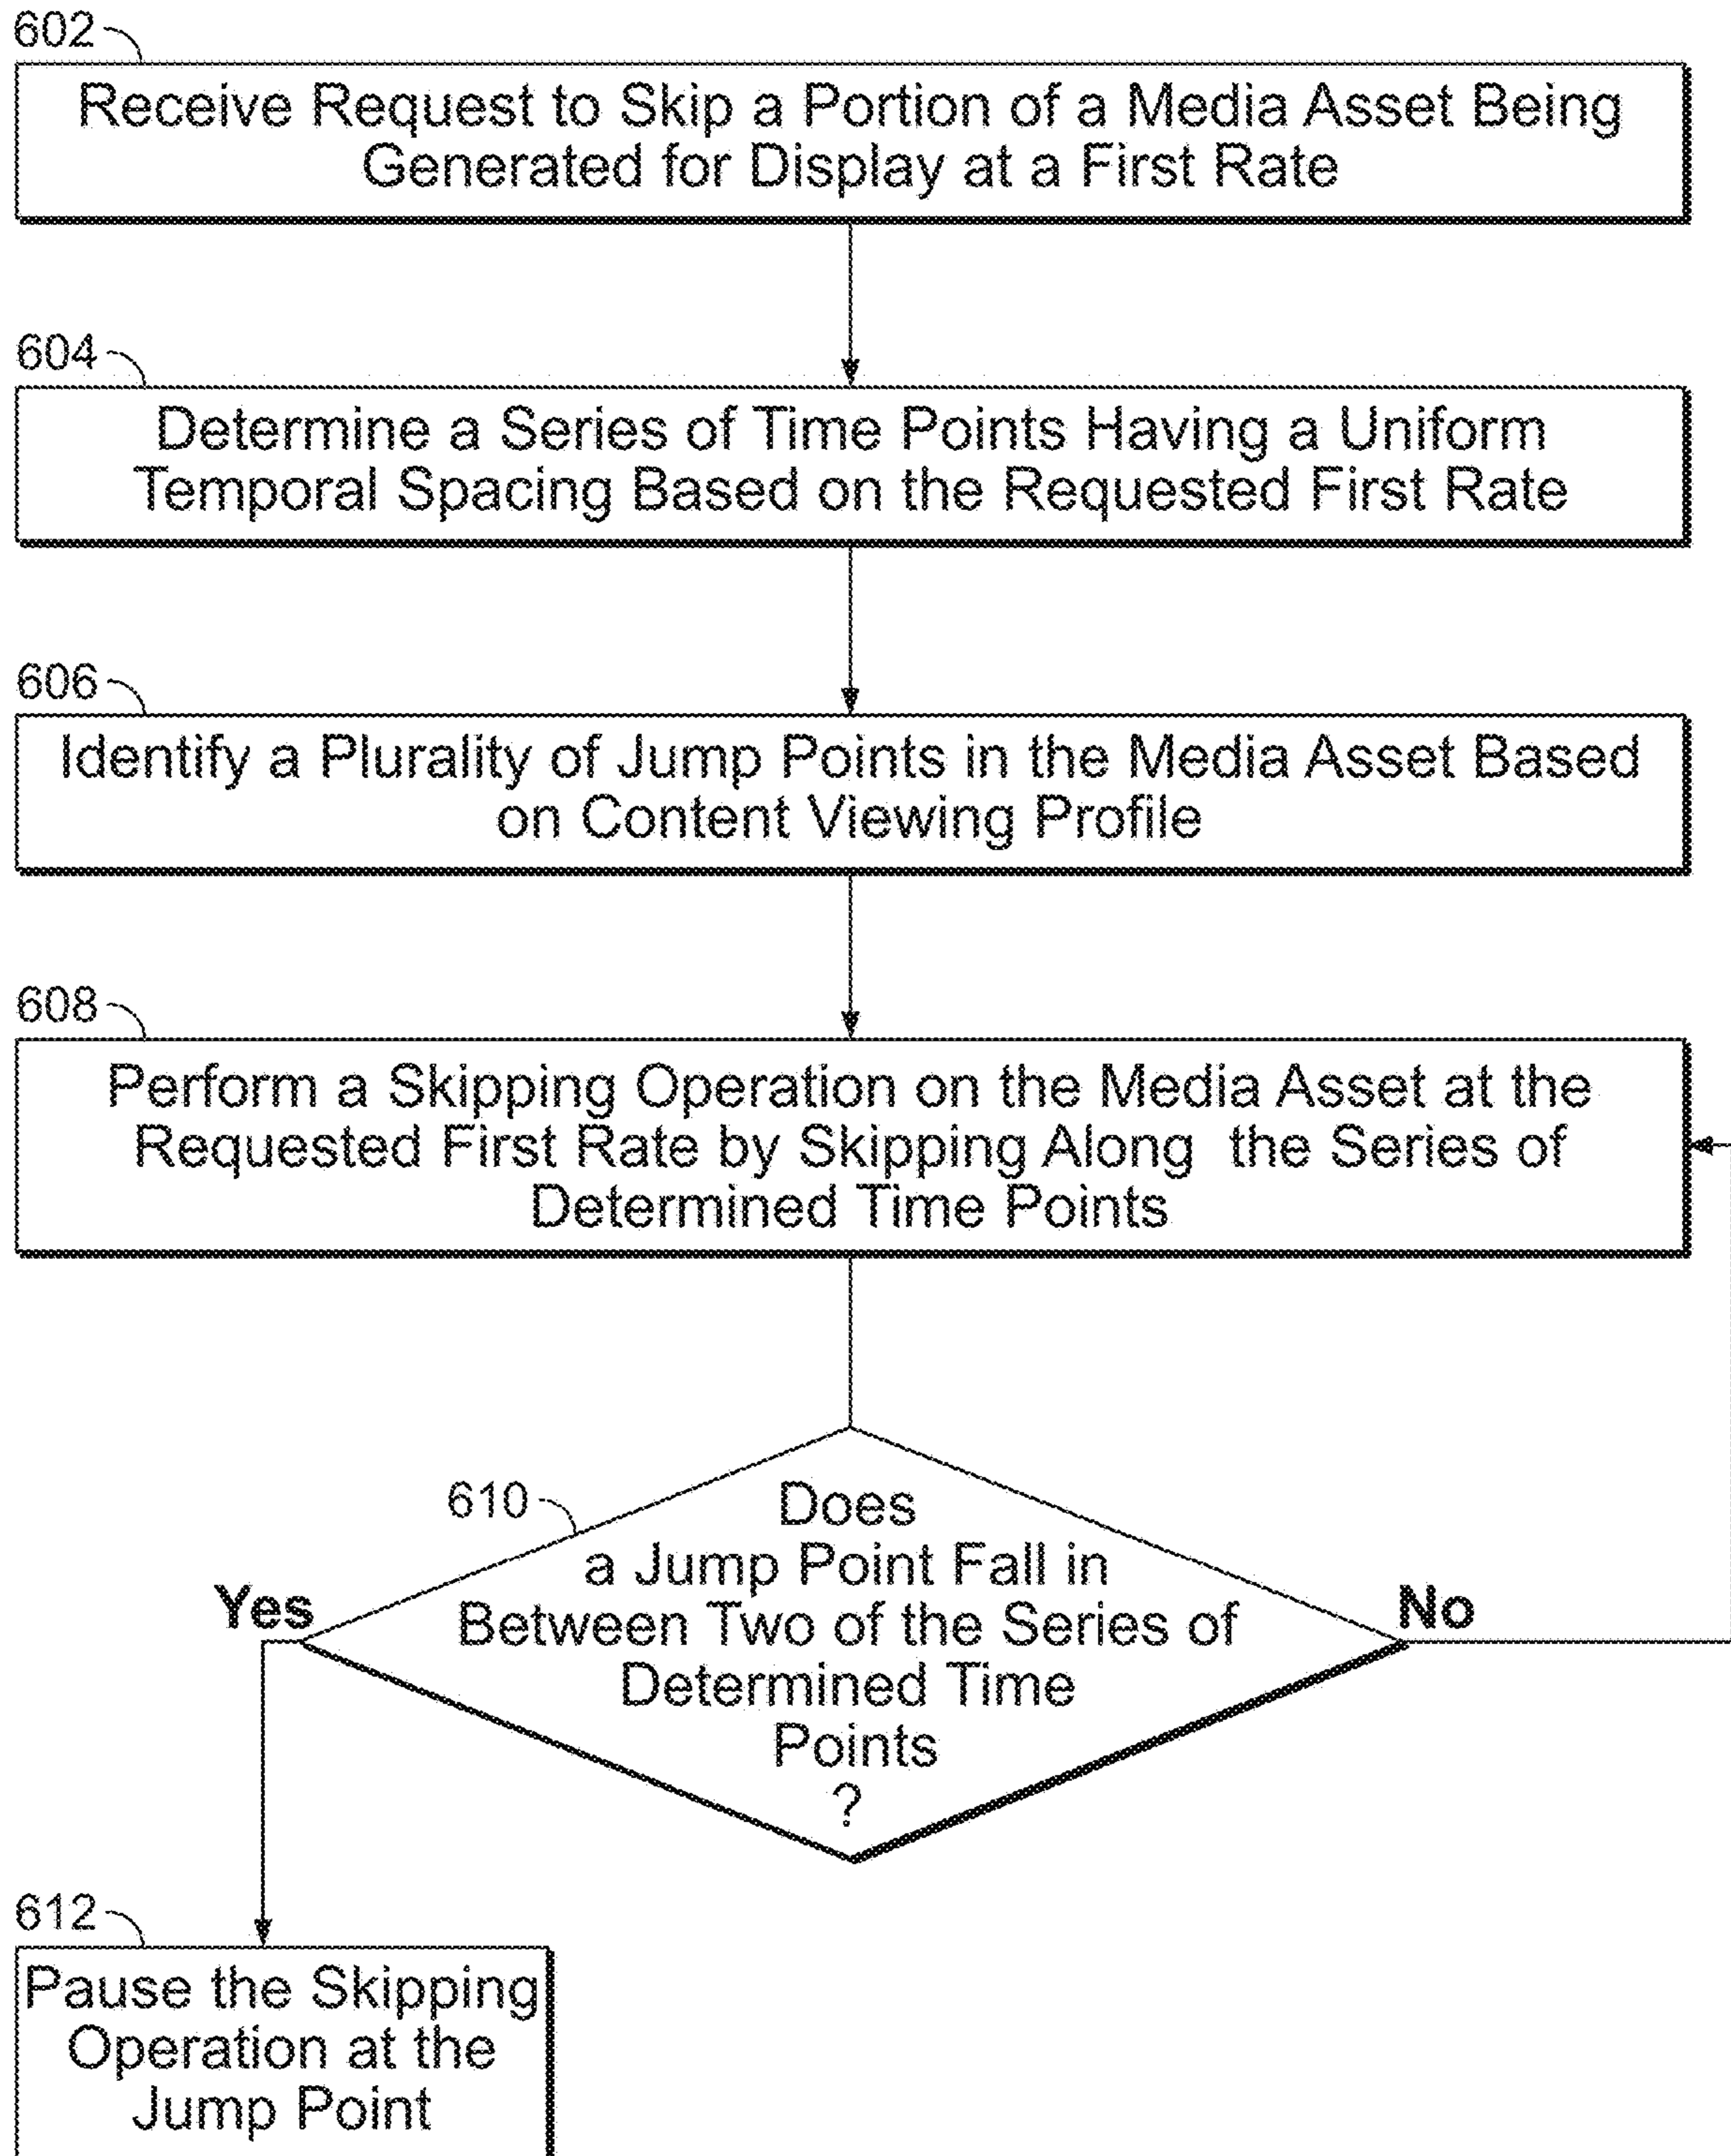 602
Receive Request to Skip a Portion of a Media Asset Being
Generated for Display at a First Rate
604
Determine a Series of Time Points Having a Uniform
Temporal Spacing Based on the Requested First Rate
606
Identify a Plurality of Jump Points in the Media Asset Based
on Content Viewing Profile
608
Perform a Skipping Operation on the Media Asset at the
Requested First Rate by Skipping Along the Series of
Determined Time Points
610
Does
a Jump Point Fall in
Between Two of the Series of
Determined Time
Points
?
Yes
No
612
Pause the Skipping
Operation at the
Jump Point